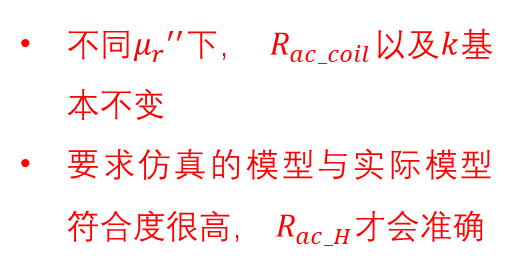 • 不同μr′′下， Rac_coil以及k基
本不变
• 要求仿真的模型与实际模型
符合度很高， Rac_H才会准确